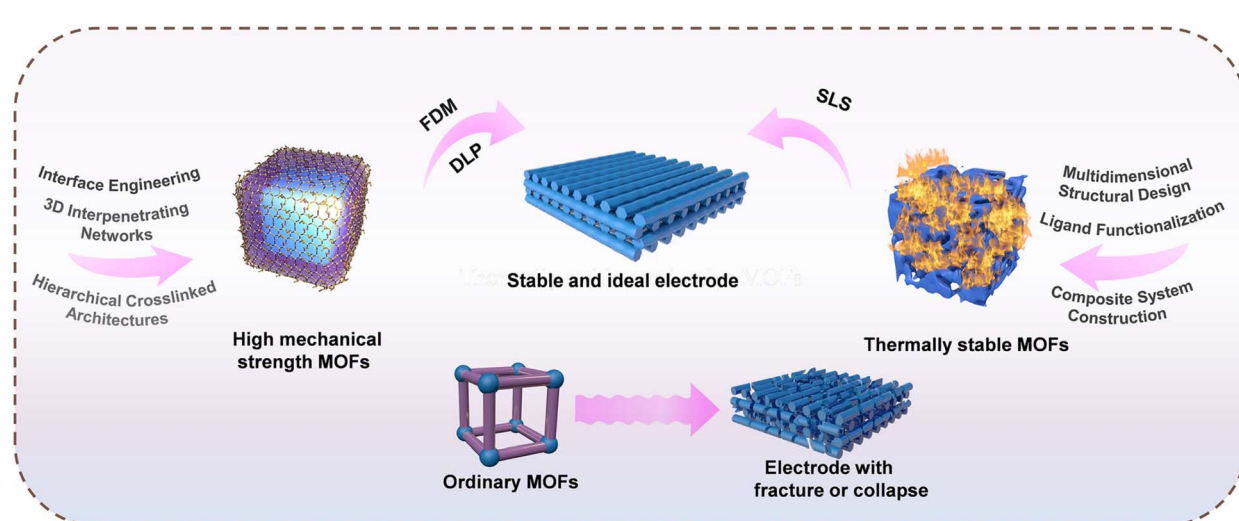 FDM
DLP
SLS
Interface Engineering
3D Interpenetrating
Networks
Hierarchical Crosslinked
Architectures
High mechanical
strength MOFs
Stable and ideal electrode
Multidimensional
Structural Design
Ligand Functionalization
Composite System
Construction
Thermally stable MOFs
Ordinary MOFs
Electrode with
fracture or collapse